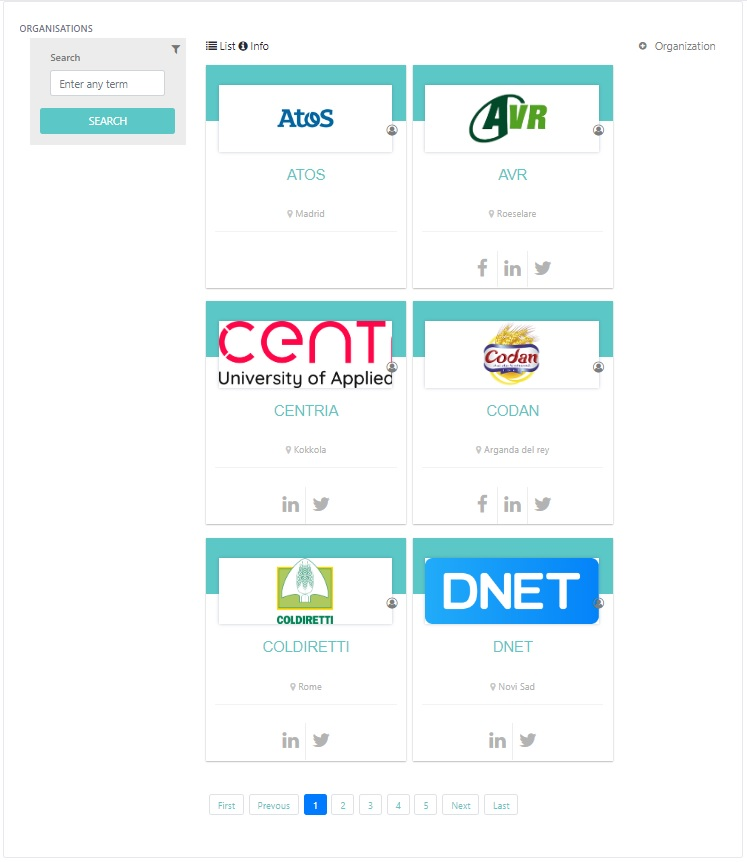 ORGANISATIONS
Search
Enter any term
SEARCH
List Info
Organization
Atos
AVR
ATOS
AVR
Madrid
Roeselare
CENT
University of Applied
Codan
CENTRIA
CODAN
Kokkola
Arganda del rey
COLDIRETTI
DNET
COLDIRETTI
DNET
Rome
Novi Sad
First Prevous 1 2 3 4 5 Next Last